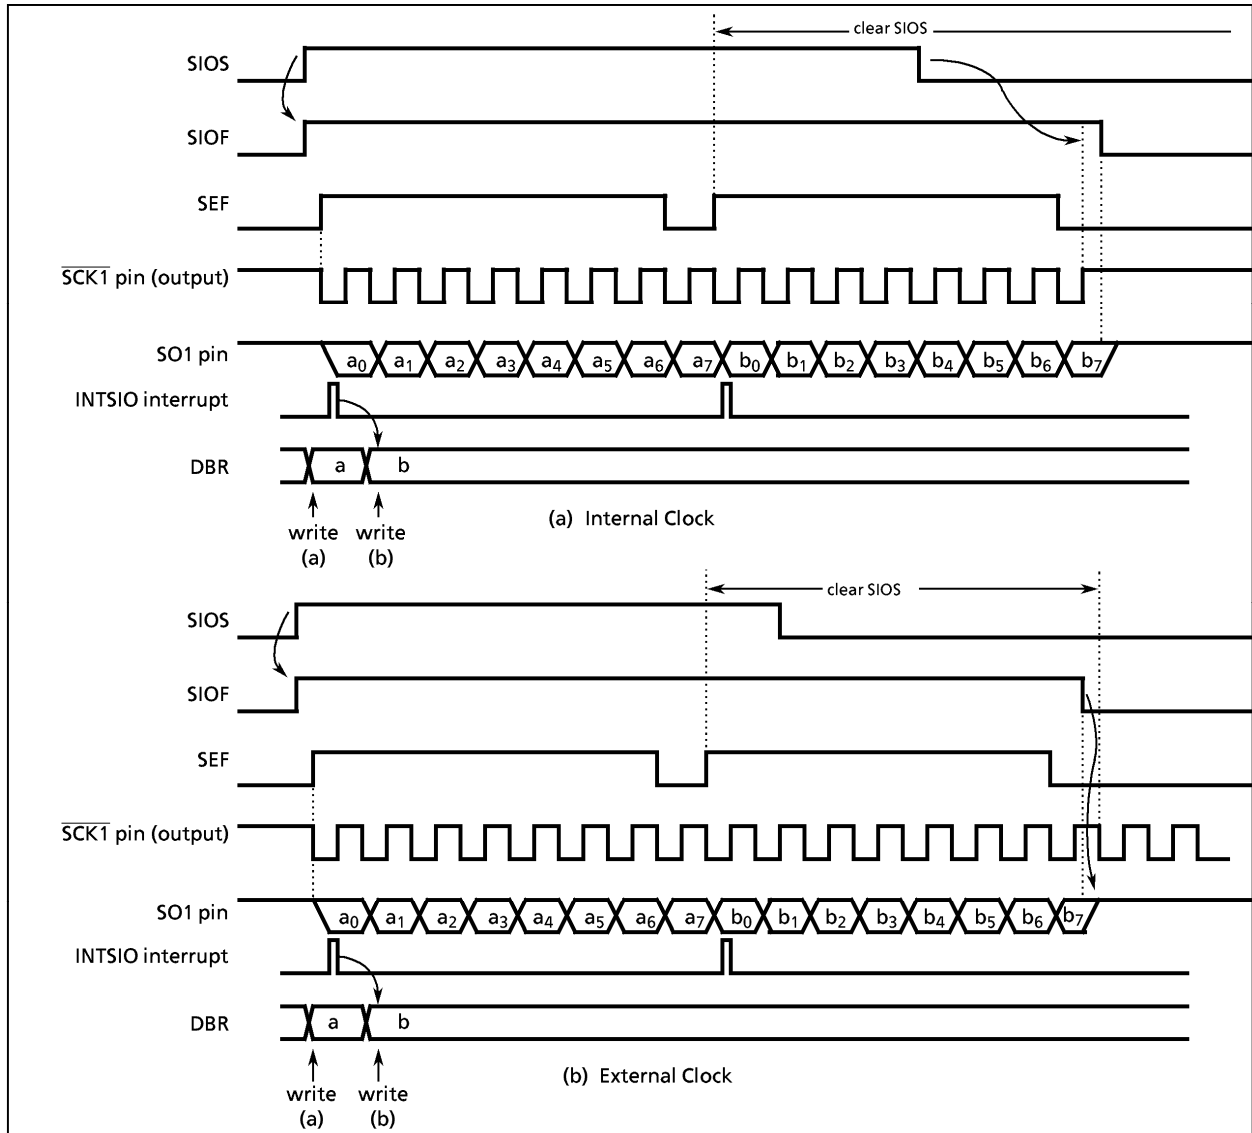 clear SIOS
SIOS
SIOF
SEF
SCK1 pin (output)
SO1 pin a0 a1 a2 a3 a4 a5 a6 a7 b0 b1 b2 b3 b4 b5 b6 b7
INTSIO interrupt
DBR a b
write write
(a) (b)
(a) Internal Clock
clear SIOS
SIOS
SIOF
SEF
SCK1 pin (output)
SO1 pin a0 a1 a2 a3 a4 a5 a6 a7 b0 b1 b2 b3 b4 b5 b6 b7
INTSIO interrupt
DBR a b
write write
(a) (b)
(b) External Clock